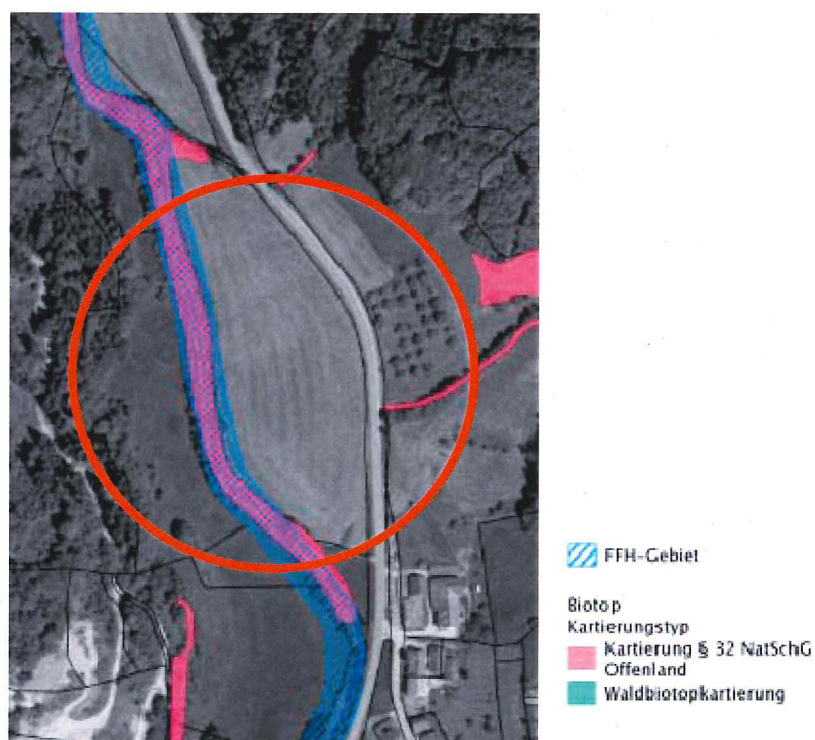 FFH-Gebiet
Biotop
Kartierungstyp
Kartierung § 32 NatSchG
Offenland
Waldbiotopkartierung